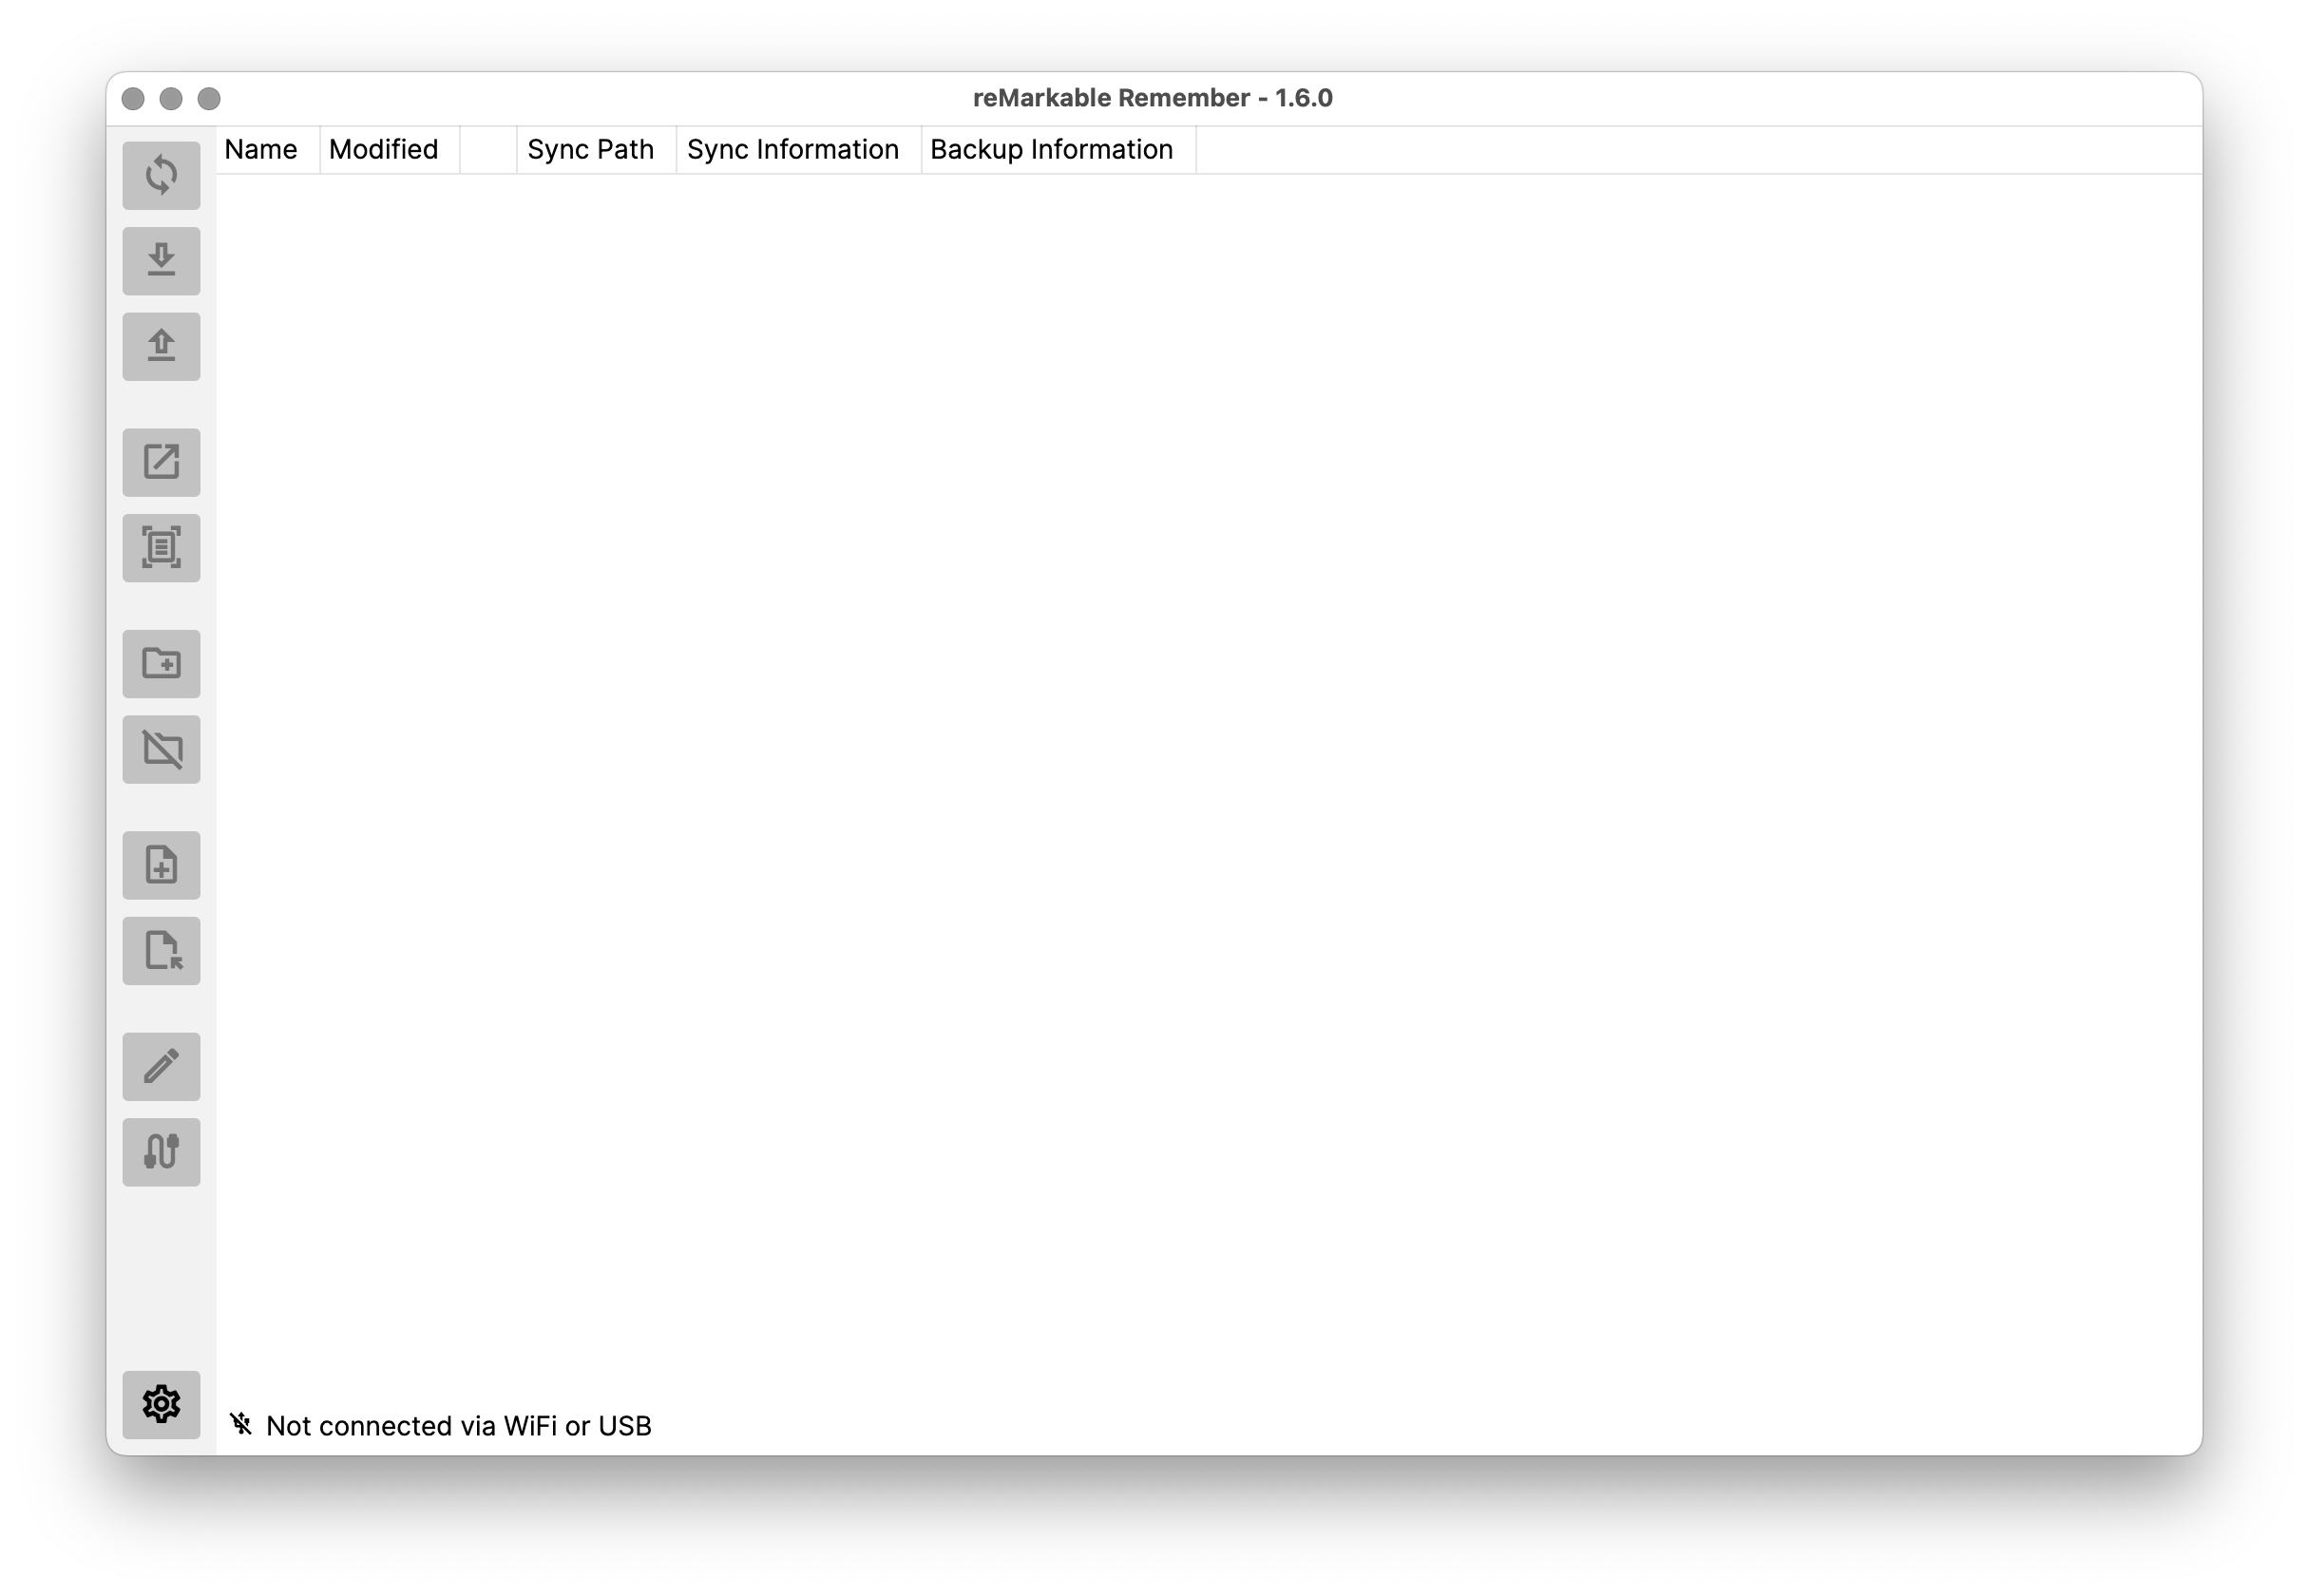 reMarkable Remember - 1.6.0
Name Modified Sync Path Sync Information Backup Information
Not connected via WiFi or USB